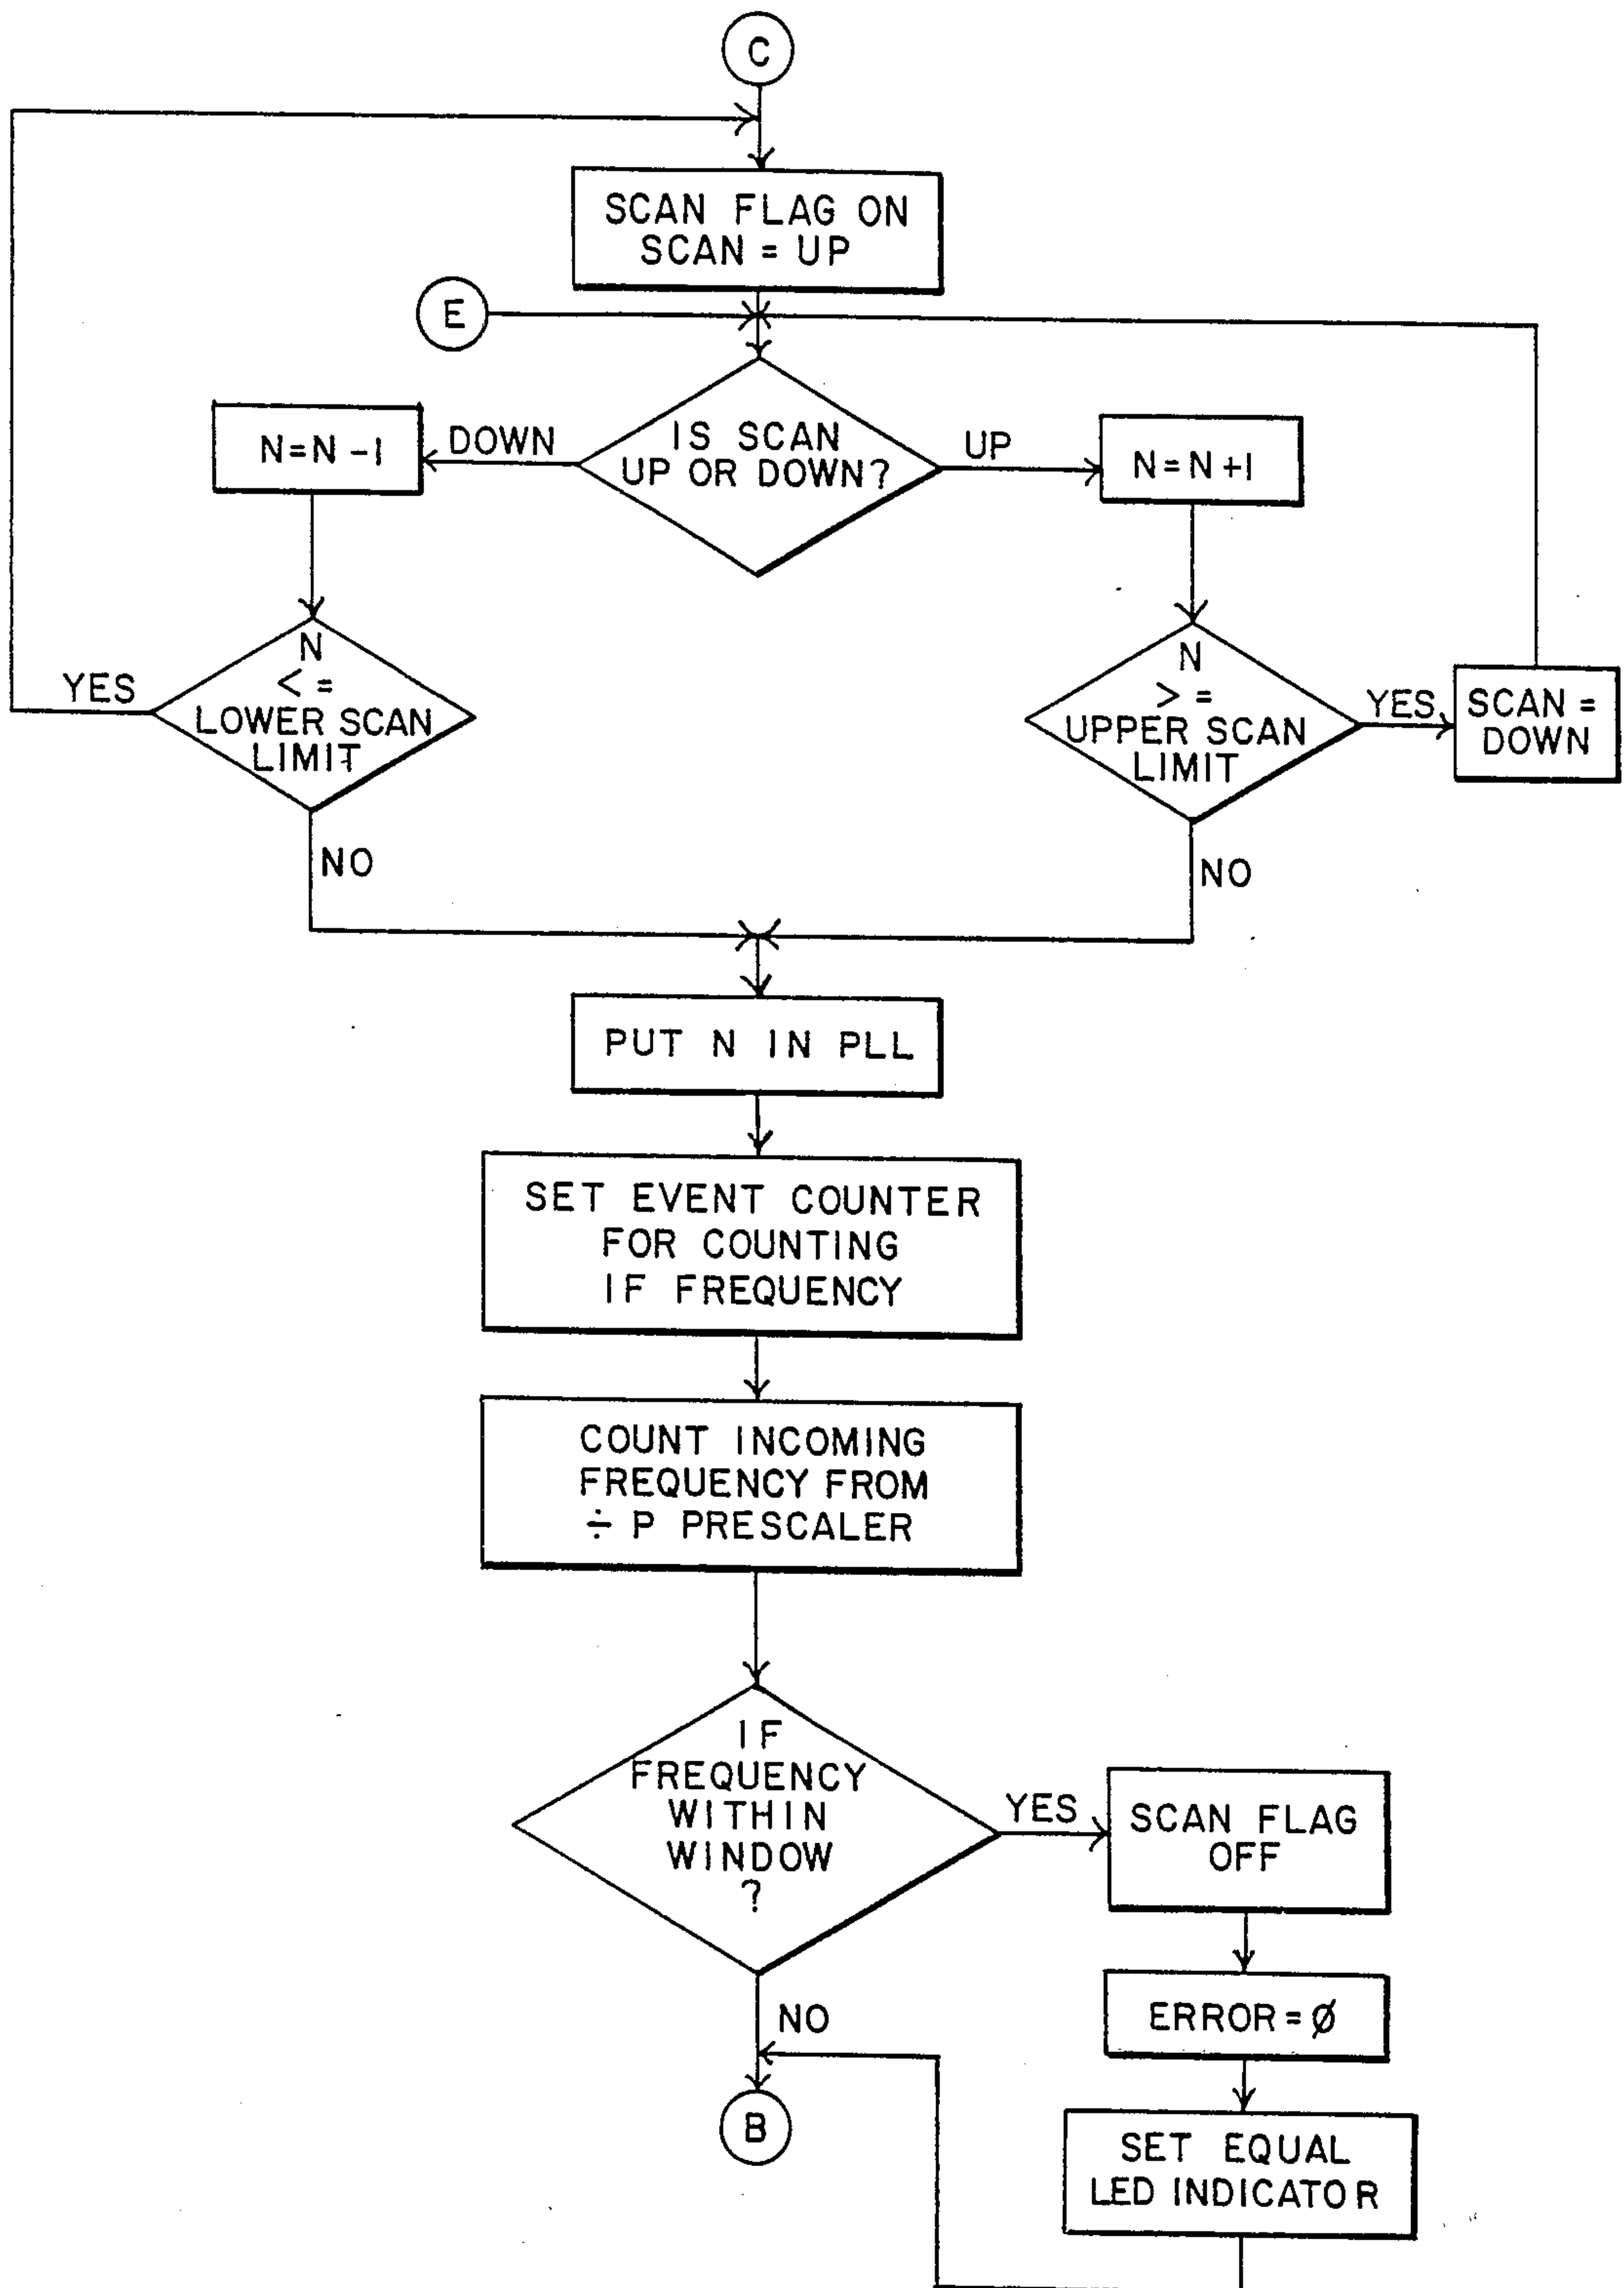 C
SCAN FLAG ON
SCAN = UP
E
N=N-1
DOWN
IS SCAN
UP OR DOWN?
UP
N=N+1
YES
N
< =
LOWER SCAN
LIMIT
N
> =
UPPER SCAN
LIMIT
YES
SCAN =
DOWN
NO
NO
PUT N IN PLL
SET EVENT COUNTER
FOR COUNTING
IF FREQUENCY
COUNT INCOMING
FREQUENCY FROM
÷ P PRESCALER
IF
FREQUENCY
WITHIN
WINDOW
?
YES
SCAN FLAG
OFF
ERROR=Ø
NO
B
SET EQUAL
LED INDICATOR